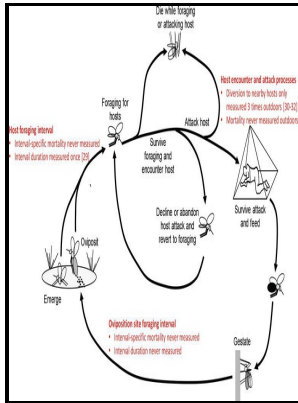 Die while foraging
or attacking host
Host encounter and attack processes
• Diversion to nearby hosts only
measured 3 times outdoors [30-32]
• Mortality never measured outdoors
Foraging for
hosts
Attack host
Host foraging interval
• Interval-specific mortality never measured
• Interval duration measured once [29]
Survive
foraging and
encounter host
Survive attack
and feed
Decline or abandon
host attack and
revert to foraging
Oviposit
Emerge
Oviposition site foraging interval
• Interval-specific mortality never measured
• Interval duration never measured
Gestate